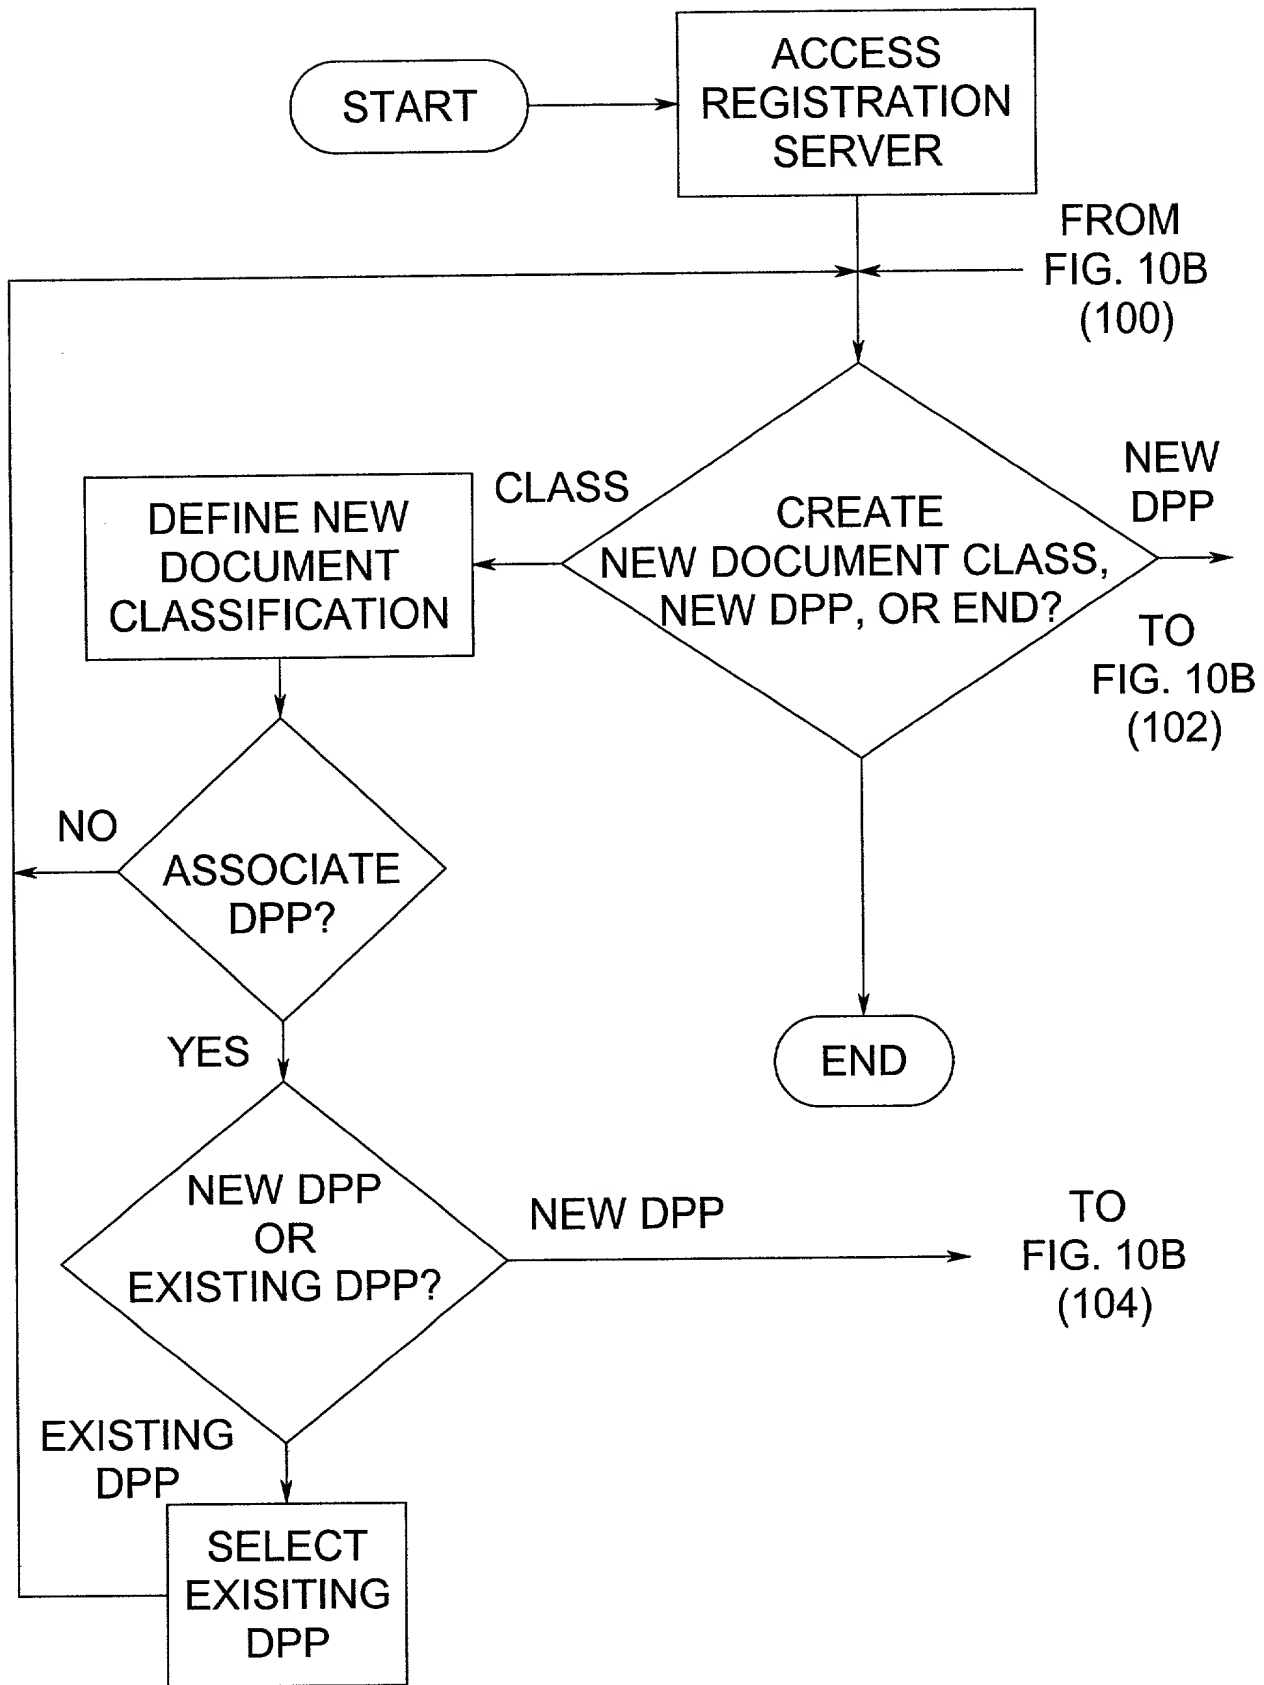 START
ACCESS
REGISTRATION
SERVER
FROM
FIG. 10B
(100)
CLASS
NEW
DPP
CREATE
NEW DOCUMENT CLASS,
NEW DPP, OR END?
DEFINE NEW
DOCUMENT
CLASSIFICATION
TO
FIG. 10B
(102)
NO
ASSOCIATE
DPP?
YES
END
NEW DPP
OR
EXISTING DPP?
NEW DPP
TO
FIG. 10B
(104)
EXISTING
DPP
SELECT
EXISITING
DPP